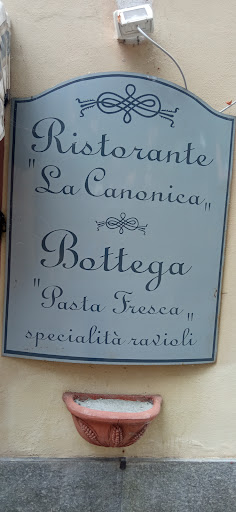 Ristorante
"La Canonica"
Bottega
"Pasta Fresca"
specialità ravioli